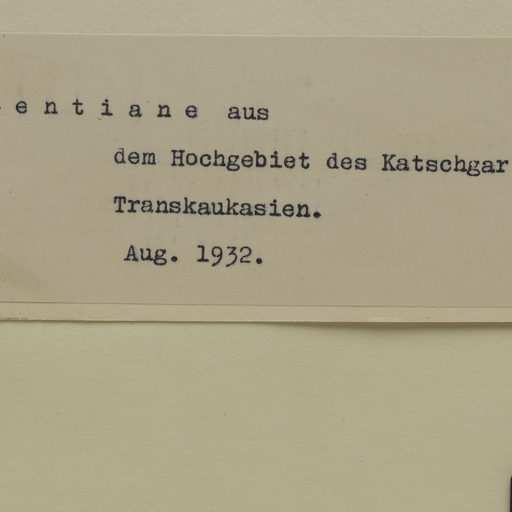 e n t i a n e aus
dem Hochgebiet des Katschgar
Transkaukasien.
Aug. 1932.